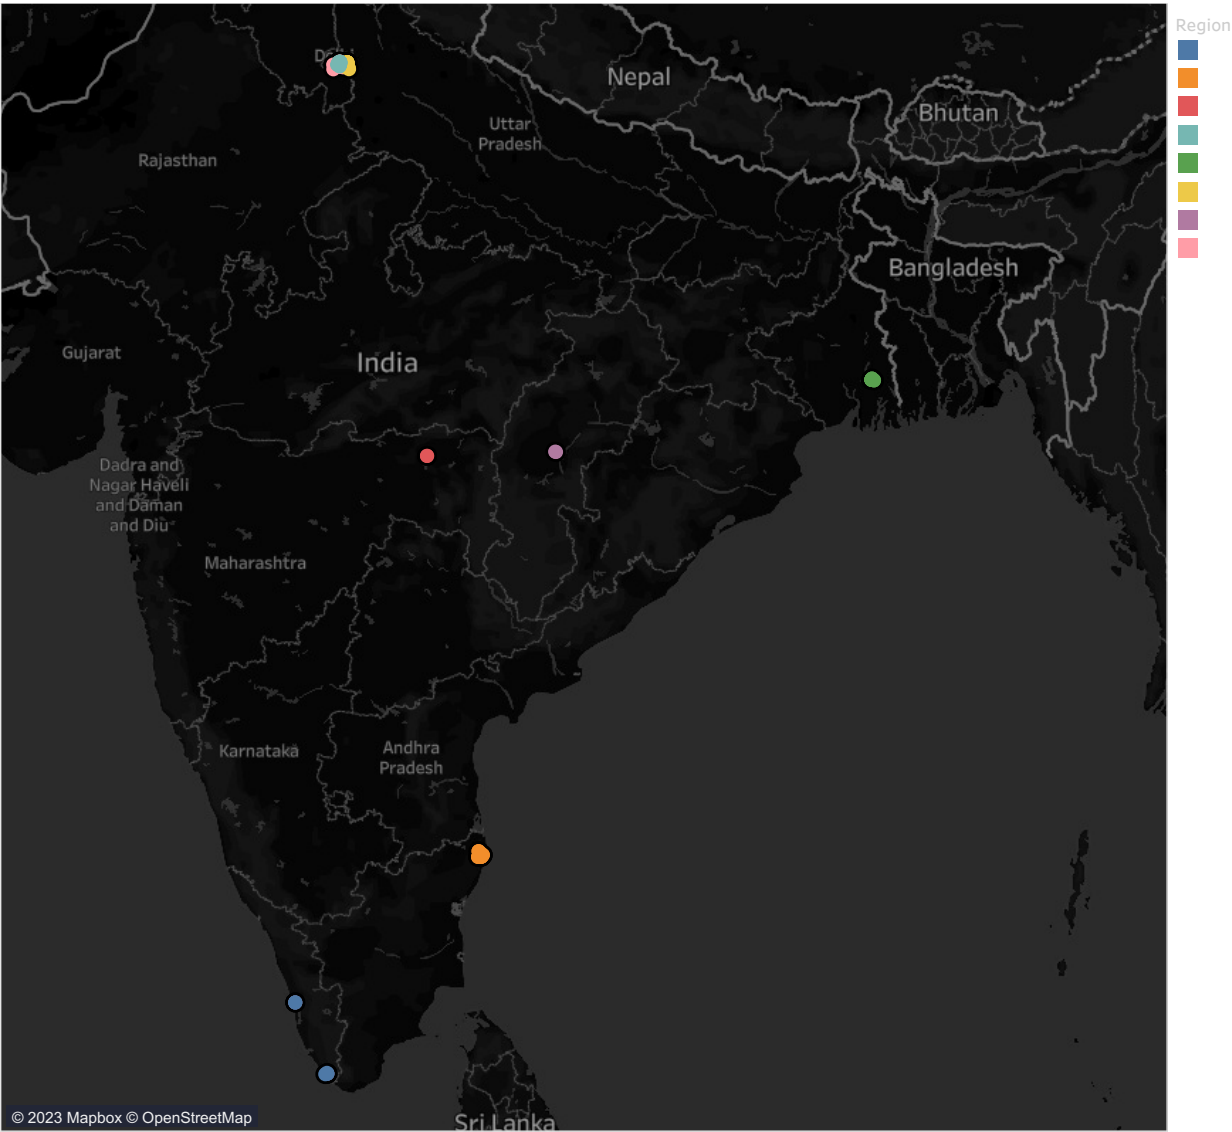 Region
Nepal
Bhutan
Uttar
Pradesh
Rajasthan
Bangladesh
Gujarat
India
Dadra and
Nagar Haveli
and Daman
and Diu
Maharashtra
Karnataka
Andhra
Pradesh
Sri Lanka
© 2023 Mapbox © OpenStreetMap